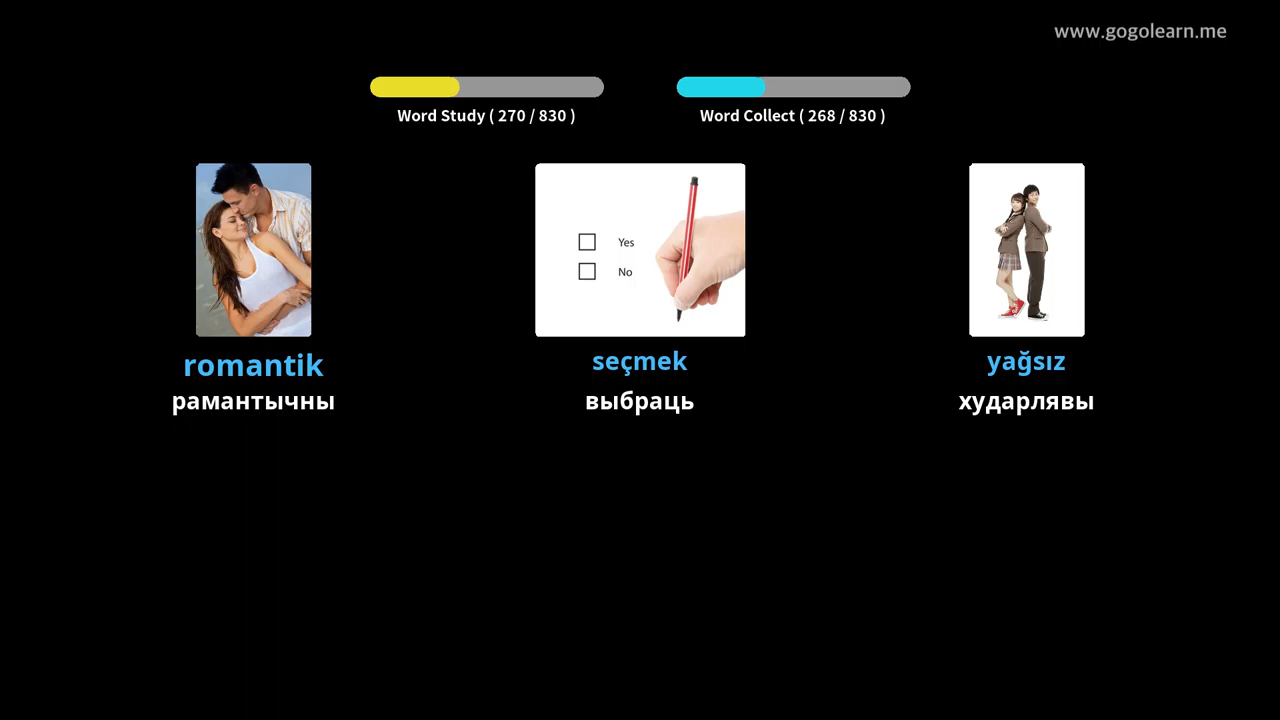 www.gogolearn.me
Word Study ( 270 / 830 )
Word Collect ( 268 / 830 )
Yes
No
romantik
seçmek
yağsız
рамантычны
выбраць
хударлявы